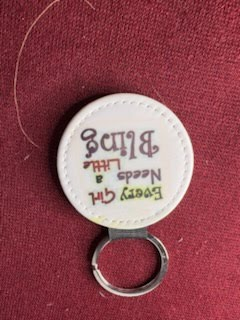 Every Girl
Needs a
Little
Bling